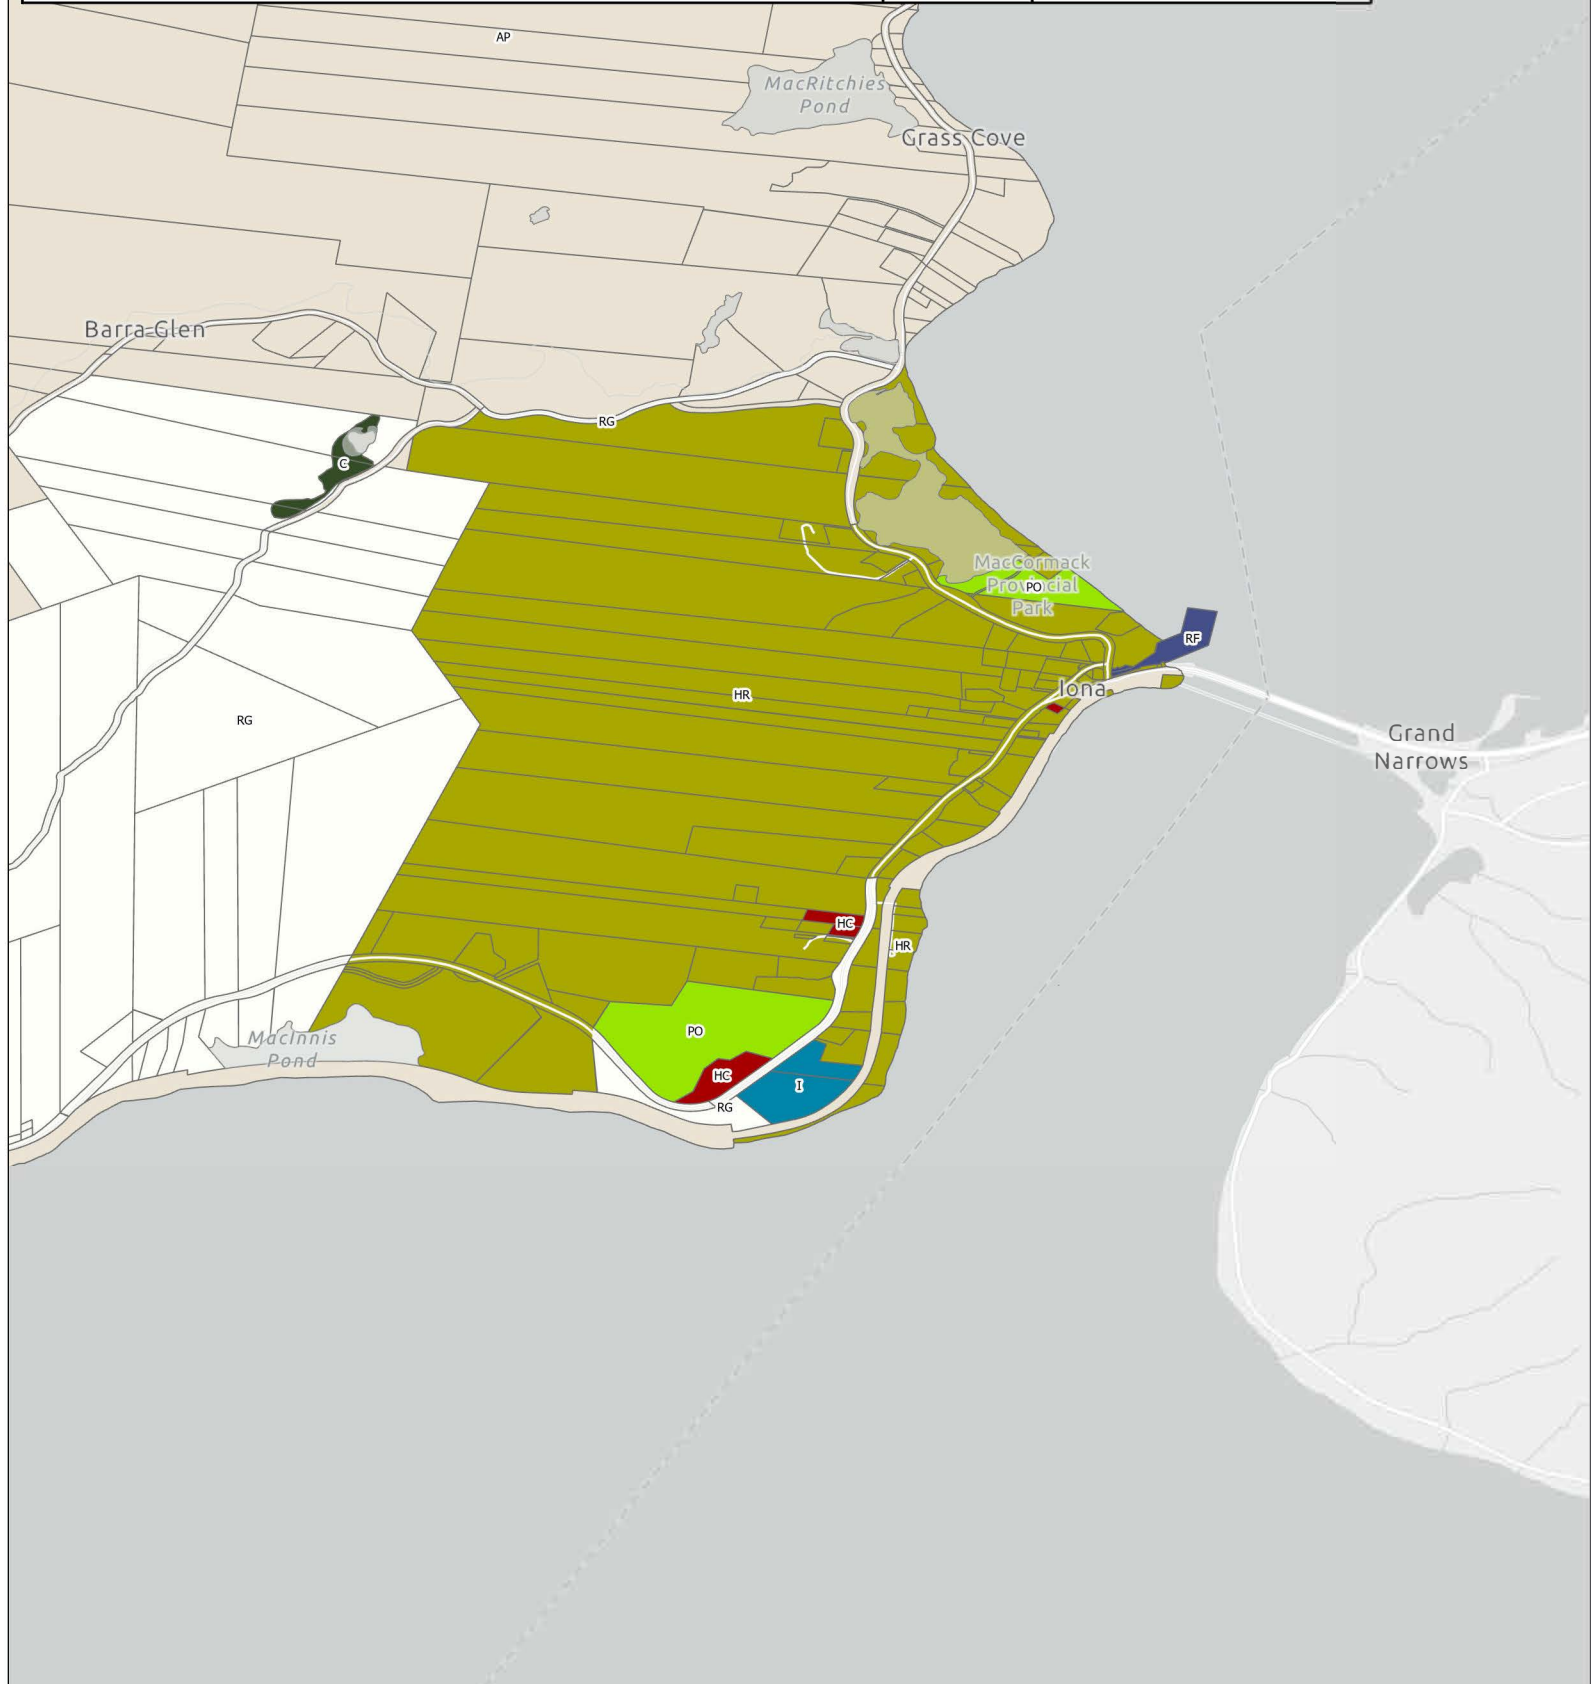 AP
MacRitchies
Pond
Grass Cove
Barra Glen
RG
C
MacCormack
Provincial
Park
PO
RF
HR
Iona
RG
Grand
Narrows
HC
HR
PO
MacInnis
Pond
HC
I
RG